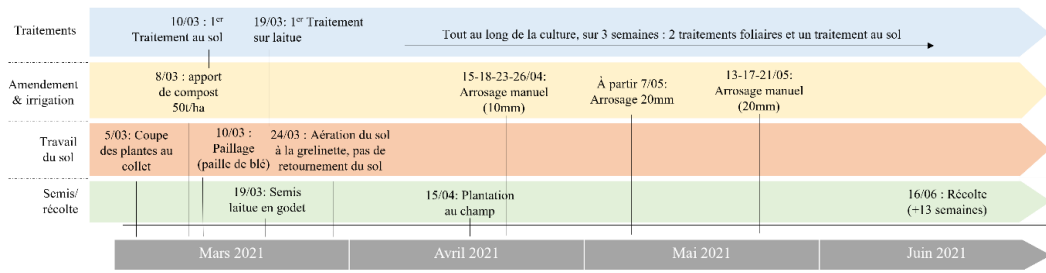 Traitements
10/03 : 1er
Traitement au sol
19/03: 1er Traitement
sur laitue
Tout au long de la culture, sur 3 semaines : 2 traitements foliaires et un traitement au sol
Amendement
& irrigation
8/03 : apport
de compost
50t/ha
15-18-23-26/04:
Arrosage manuel
(10mm)
À partir 7/05:
Arrosage 20mm
13-17-21/05:
Arrosage manuel
(20mm)
Travail
du sol
5/03: Coupe
des plantes au
collet
10/03 :
Paillage
(paille de blé)
24/03 : Aération du sol
à la grelinette, pas de
retournement du sol
Semis/
récolte
19/03: Semis
laitue en godet
15/04: Plantation
au champ
16/06 : Récolte
(+13 semaines)
Mars 2021
Avril 2021
Mai 2021
Juin 2021